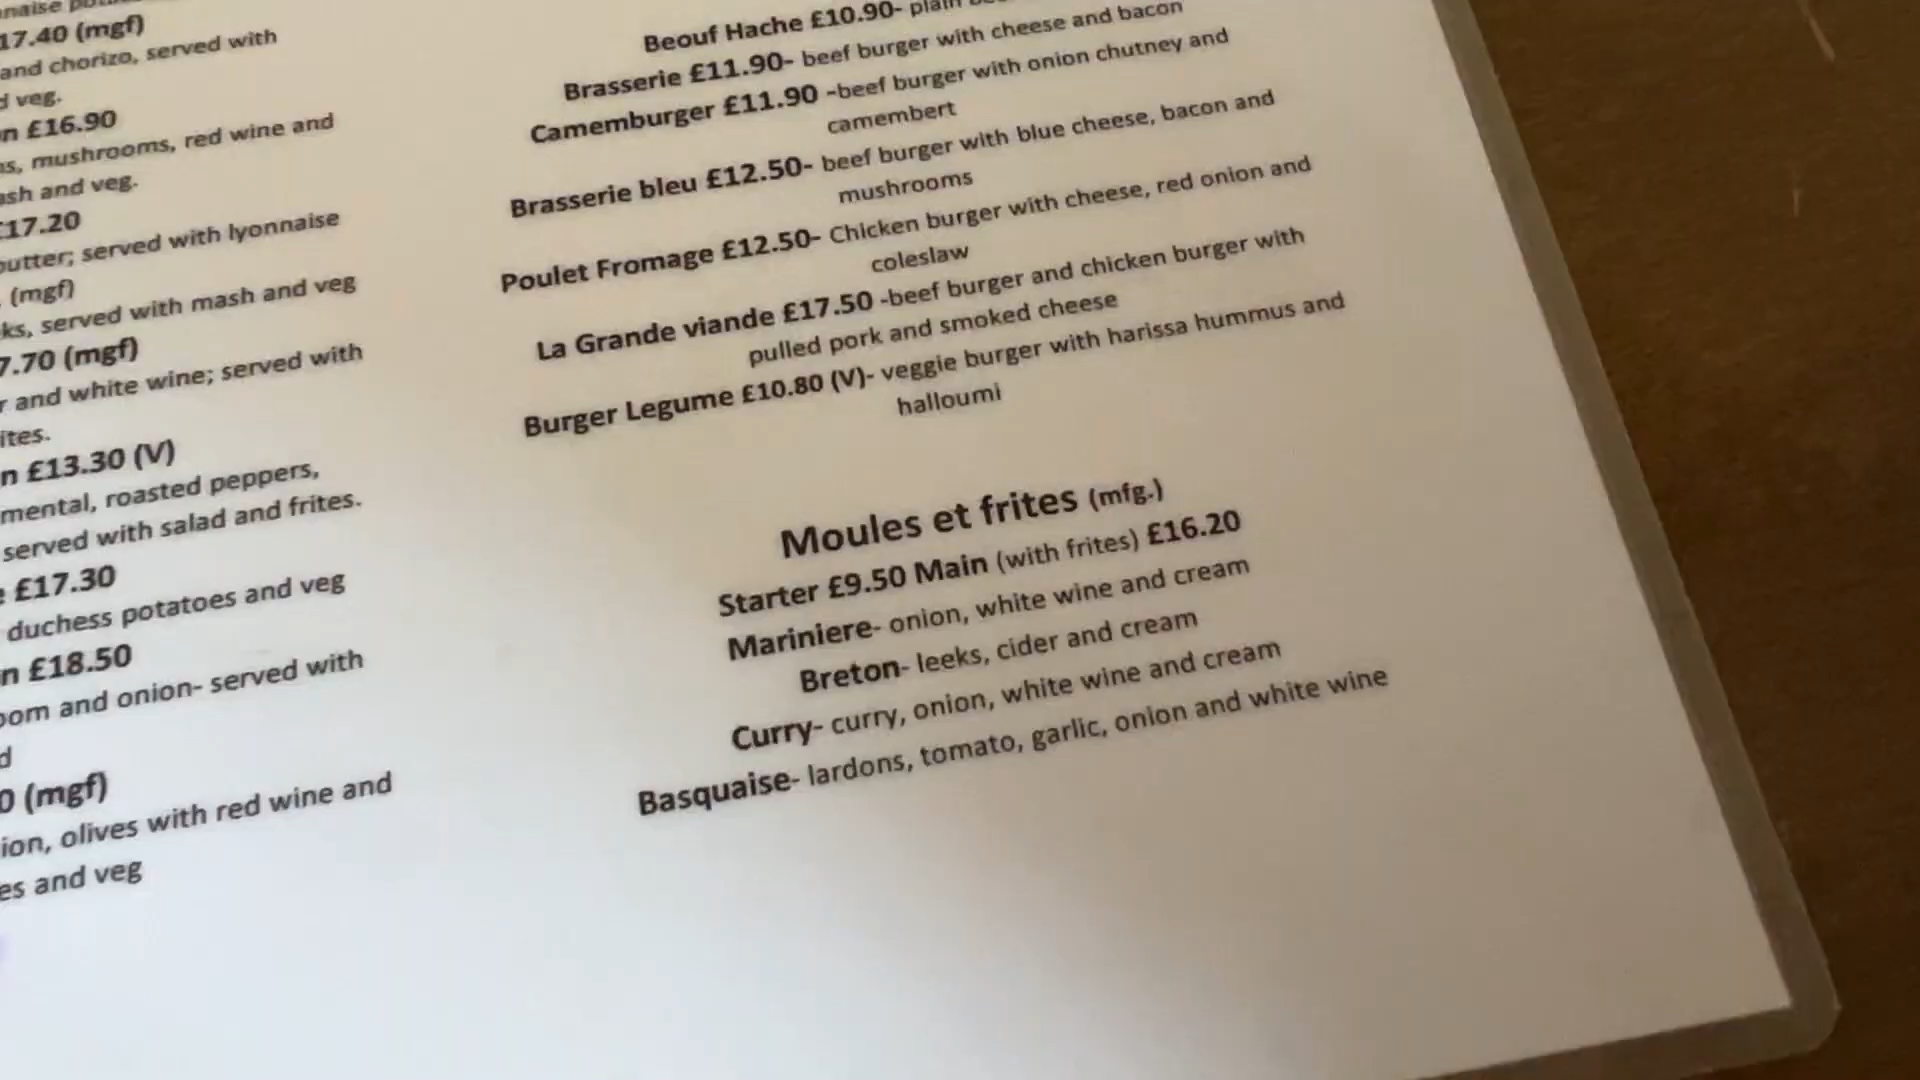 17.40 (mgf)
and chorizo, served with
veg.
£16.90
mushrooms, red wine and
and veg.
£17.20
served with lyonnaise
(mgf)
served with mash and veg
7.70 (mgf)
and white wine; served with
£13.30 (V)
roasted peppers,
served with salad and frites.
£17.30
duchess potatoes and veg
£18.50
and onion- served with
(mgf)
olives with red wine and
and veg
Beouf Hache £10.90- plain
Brasserie £11.90- beef burger with cheese and bacon
Camemburger £11.90 -beef burger with onion chutney and
camembert
Brasserie bleu £12.50- beef burger with blue cheese, bacon and
mushrooms
Poulet Fromage £12.50- Chicken burger with cheese, red onion and
coleslaw
La Grande viande £17.50 -beef burger and chicken burger with
pulled pork and smoked cheese
Burger Legume £10.80 (V)- veggie burger with harissa hummus and
halloumi
Moules et frites (mfg.)
Starter £9.50 Main (with frites) £16.20
Mariniere- onion, white wine and cream
Breton- leeks, cider and cream
Curry- curry, onion, white wine and cream
Basquaise- lardons, tomato, garlic, onion and white wine